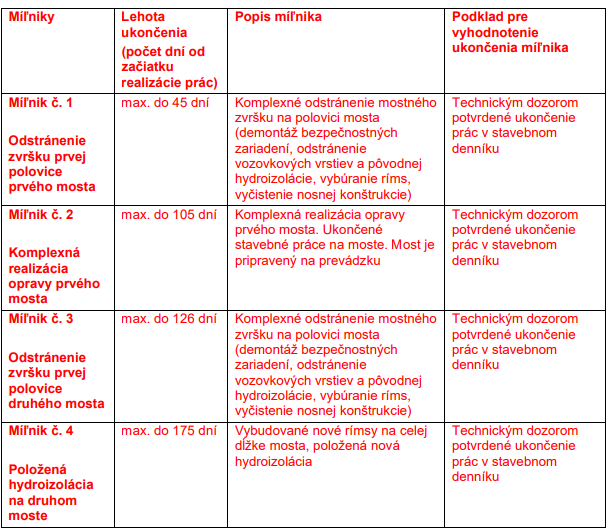 Míľniky
Lehota
ukončenia
(počet dní od
začiatku
realizácie prác)
Popis míľnika
Podklad pre
vyhodnotenie
ukončenia míľnika
Míľnik č. 1
Odstránenie
zvršku prvej
polovice
prvého mosta
max. do 45 dní
Komplexné odstránenie mostného
zvršku na polovici mosta
(demontáž bezpečnostných
zariadení, odstránenie
vozovkových vrstiev a pôvodnej
hydroizolácie, vybúranie ríms,
vyčistenie nosnej konštrukcie)
Technickým dozorom
potvrdené ukončenie
prác v stavebnom
denníku
Míľnik č. 2
Komplexná
realizácia
opravy prvého
mosta
max. do 105 dní
Komplexná realizácia opravy
prvého mosta. Ukončené
stavebné práce na moste. Most je
pripravený na prevádzku
Technickým dozorom
potvrdené ukončenie
prác v stavebnom
denníku
Míľnik č. 3
Odstránenie
zvršku prvej
polovice
druhého mosta
max. do 126 dní
Komplexné odstránenie mostného
zvršku na polovici mosta
(demontáž bezpečnostných
zariadení, odstránenie
vozovkových vrstiev a pôvodnej
hydroizolácie, vybúranie ríms,
vyčistenie nosnej konštrukcie)
Technickým dozorom
potvrdené ukončenie
prác v stavebnom
denníku
Míľnik č. 4
Položená
hydroizolácia
na druhom
moste
max. do 175 dní
Vybudované nové rímsy na celej
dĺžke mosta, položená nová
hydroizolácia
Technickým dozorom
potvrdené ukončenie
prác v stavebnom
denníku